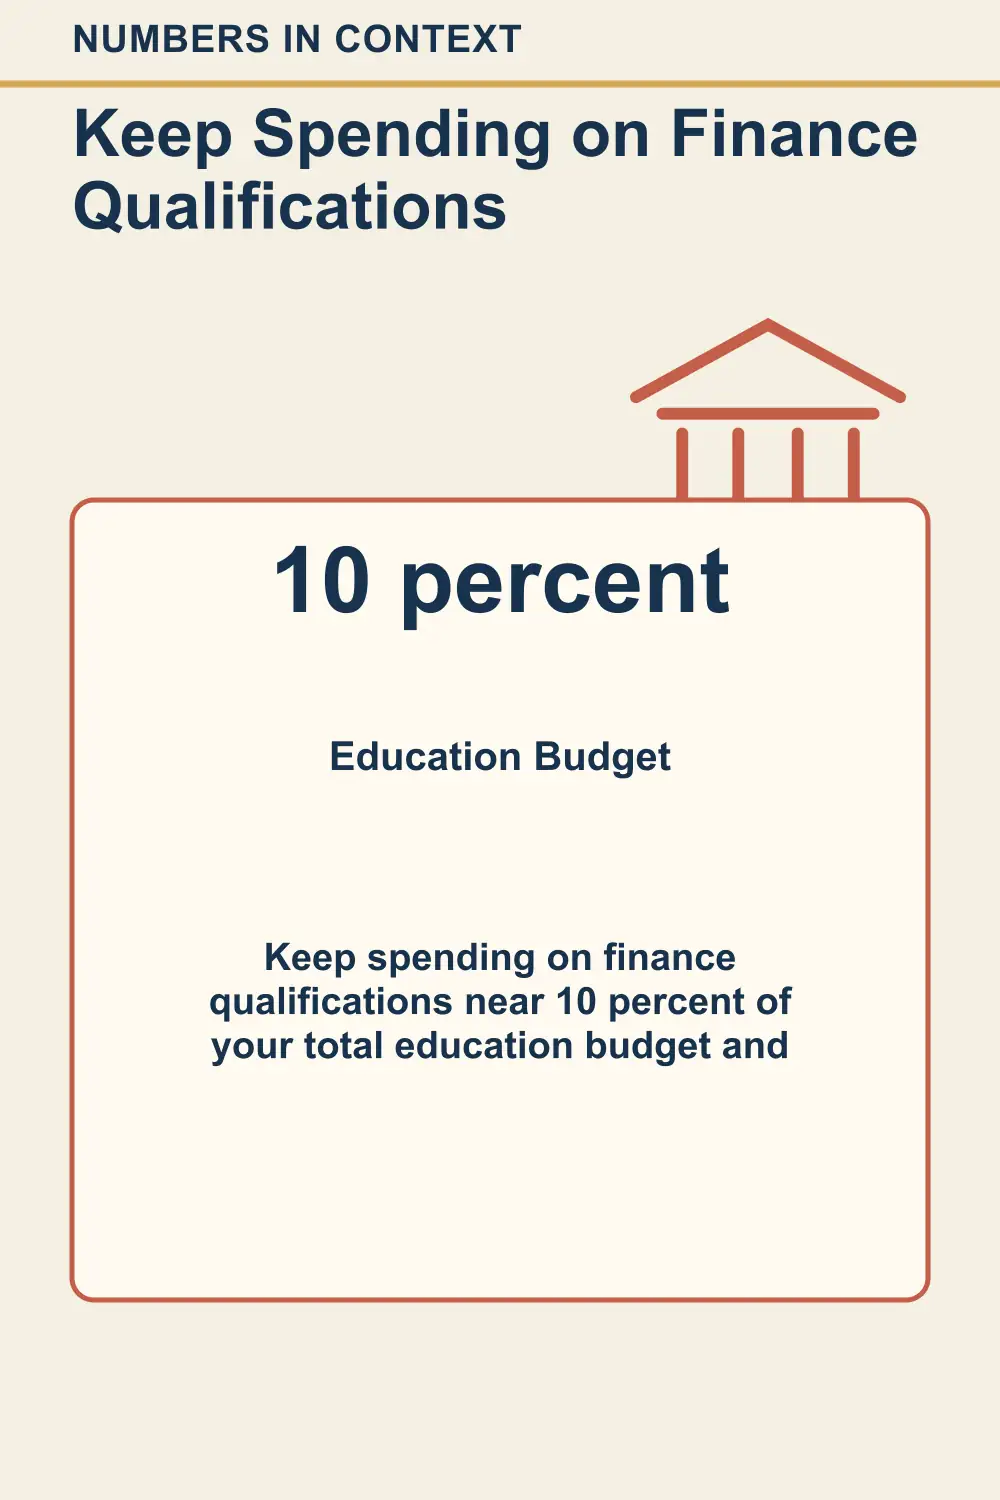 NUMBERS IN CONTEXT
Keep Spending on Finance
Qualifications
10 percent
Education Budget
Keep spending on finance
qualifications near 10 percent of
your total education budget and